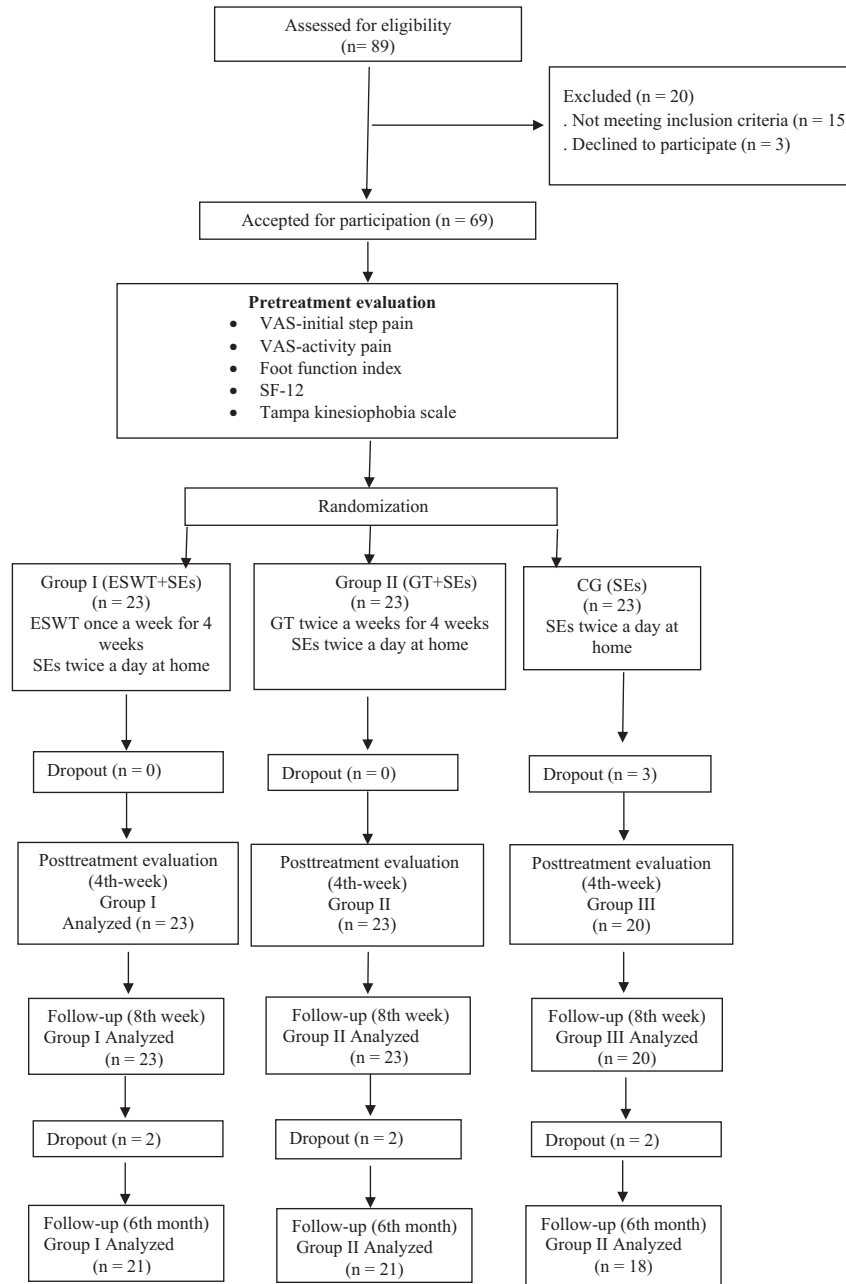 Assessed for eligibility
(n= 89)
Excluded (n = 20)
. Not meeting inclusion criteria (n = 15)
. Declined to participate (n = 3)
Accepted for participation (n = 69)
Pretreatment evaluation
• VAS-initial step pain
• VAS-activity pain
• Foot function index
• SF-12
• Tampa kinesiophobia scale
Randomization
Group I (ESWT+SEs)
(n = 23)
ESWT once a week for 4
weeks
SEs twice a day at home
Group II (GT+SEs)
(n = 23)
GT twice a weeks for 4 weeks
SEs twice a day at home
CG (SEs)
(n = 23)
SEs twice a day at
home
Dropout (n = 0)
Dropout (n = 0)
Dropout (n = 3)
Posttreatment evaluation
(4th-week)
Group I
Analyzed (n = 23)
Posttreatment evaluation
(4th-week)
Group II
(n = 23)
Posttreatment evaluation
(4th-week)
Group III
(n = 20)
Follow-up (8th week)
Group I Analyzed
(n = 23)
Follow-up (8th week)
Group II Analyzed
(n = 23)
Follow-up (8th week)
Group III Analyzed
(n = 20)
Dropout (n = 2)
Dropout (n = 2)
Dropout (n = 2)
Follow-up (6th month)
Group I Analyzed
(n = 21)
Follow-up (6th month)
Group II Analyzed
(n = 21)
Follow-up (6th month)
Group II Analyzed
(n = 18)